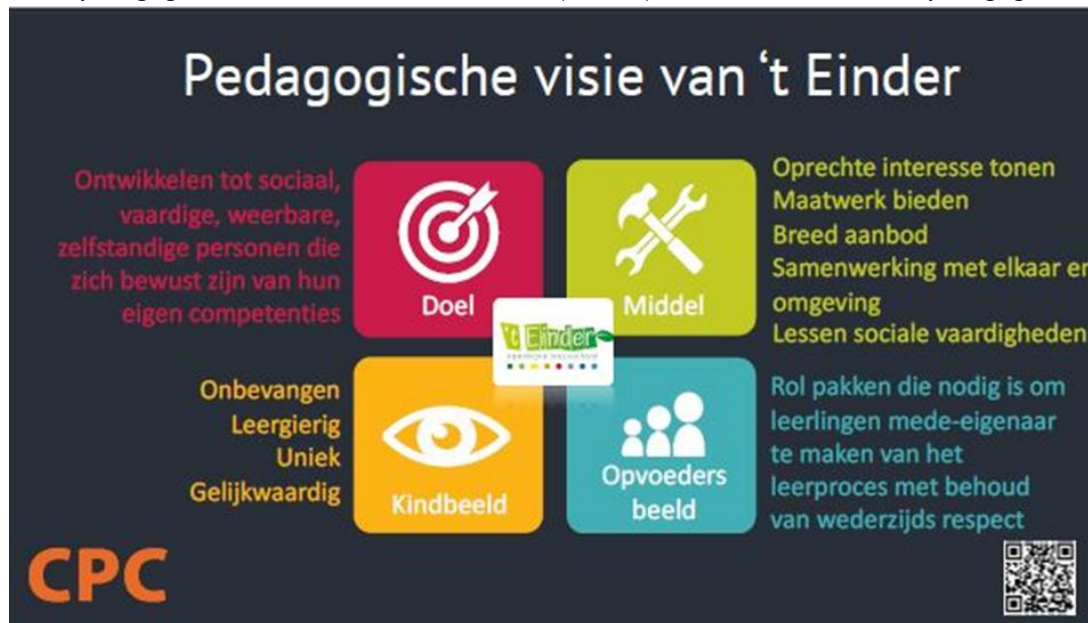 Pedagogische visie van ‘t Einder
Ontwikkelen tot sociaal,
vaardige, weerbare,
zelfstandige personen die
zich bewust zijn van hun
eigen competenties
Doel
Middel
Oprechte interesse tonen
Maatwerk bieden
Breed aanbod
Samenwerking met elkaar en
omgeving
Lessen sociale vaardigheden
't Einder
Onbevangen
Leergierig
Uniek
Gelijkwaardig
Kindbeeld
Opvoeders
beeld
Rol pakken die nodig is om
leerlingen mede-eigenaar
te maken van het
leerproces met behoud
van wederzijds respect
CPC